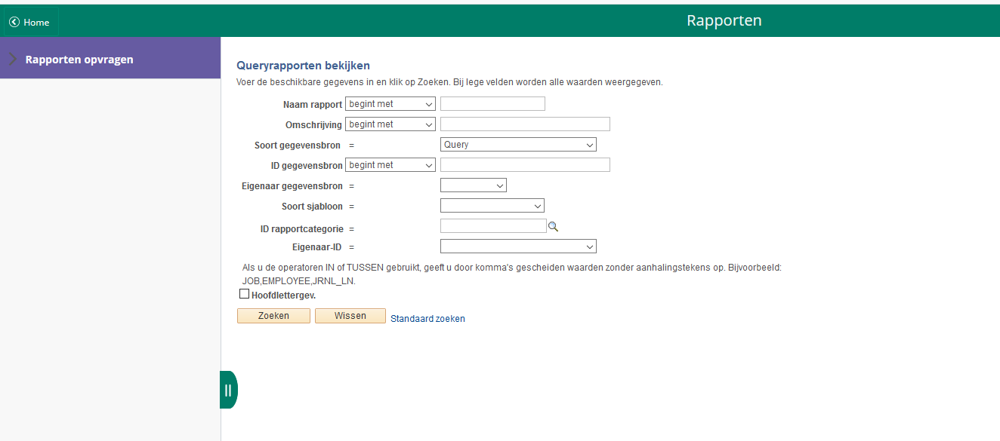 Home
Rapporten
Rapporten opvragen
Queryrapporten bekijken
Voer de beschikbare gegevens in en klik op Zoeken. Bij lege velden worden alle waarden weergegeven.
Naam rapport begint met
Omschrijving begint met
Soort gegevensbron = Query
ID gegevensbron begint met
Eigenaar gegevensbron =
Soort sjabloon =
ID rapportcategorie =
Eigenaar-ID =
Als u de operatoren IN of TUSSEN gebruikt, geeft u door komma's gescheiden waarden zonder aanhalingstekens op. Bijvoorbeeld:
JOB,EMPLOYEE,JRNL_LN.
Hoofdlettergev.
Zoeken Wissen Standaard zoeken